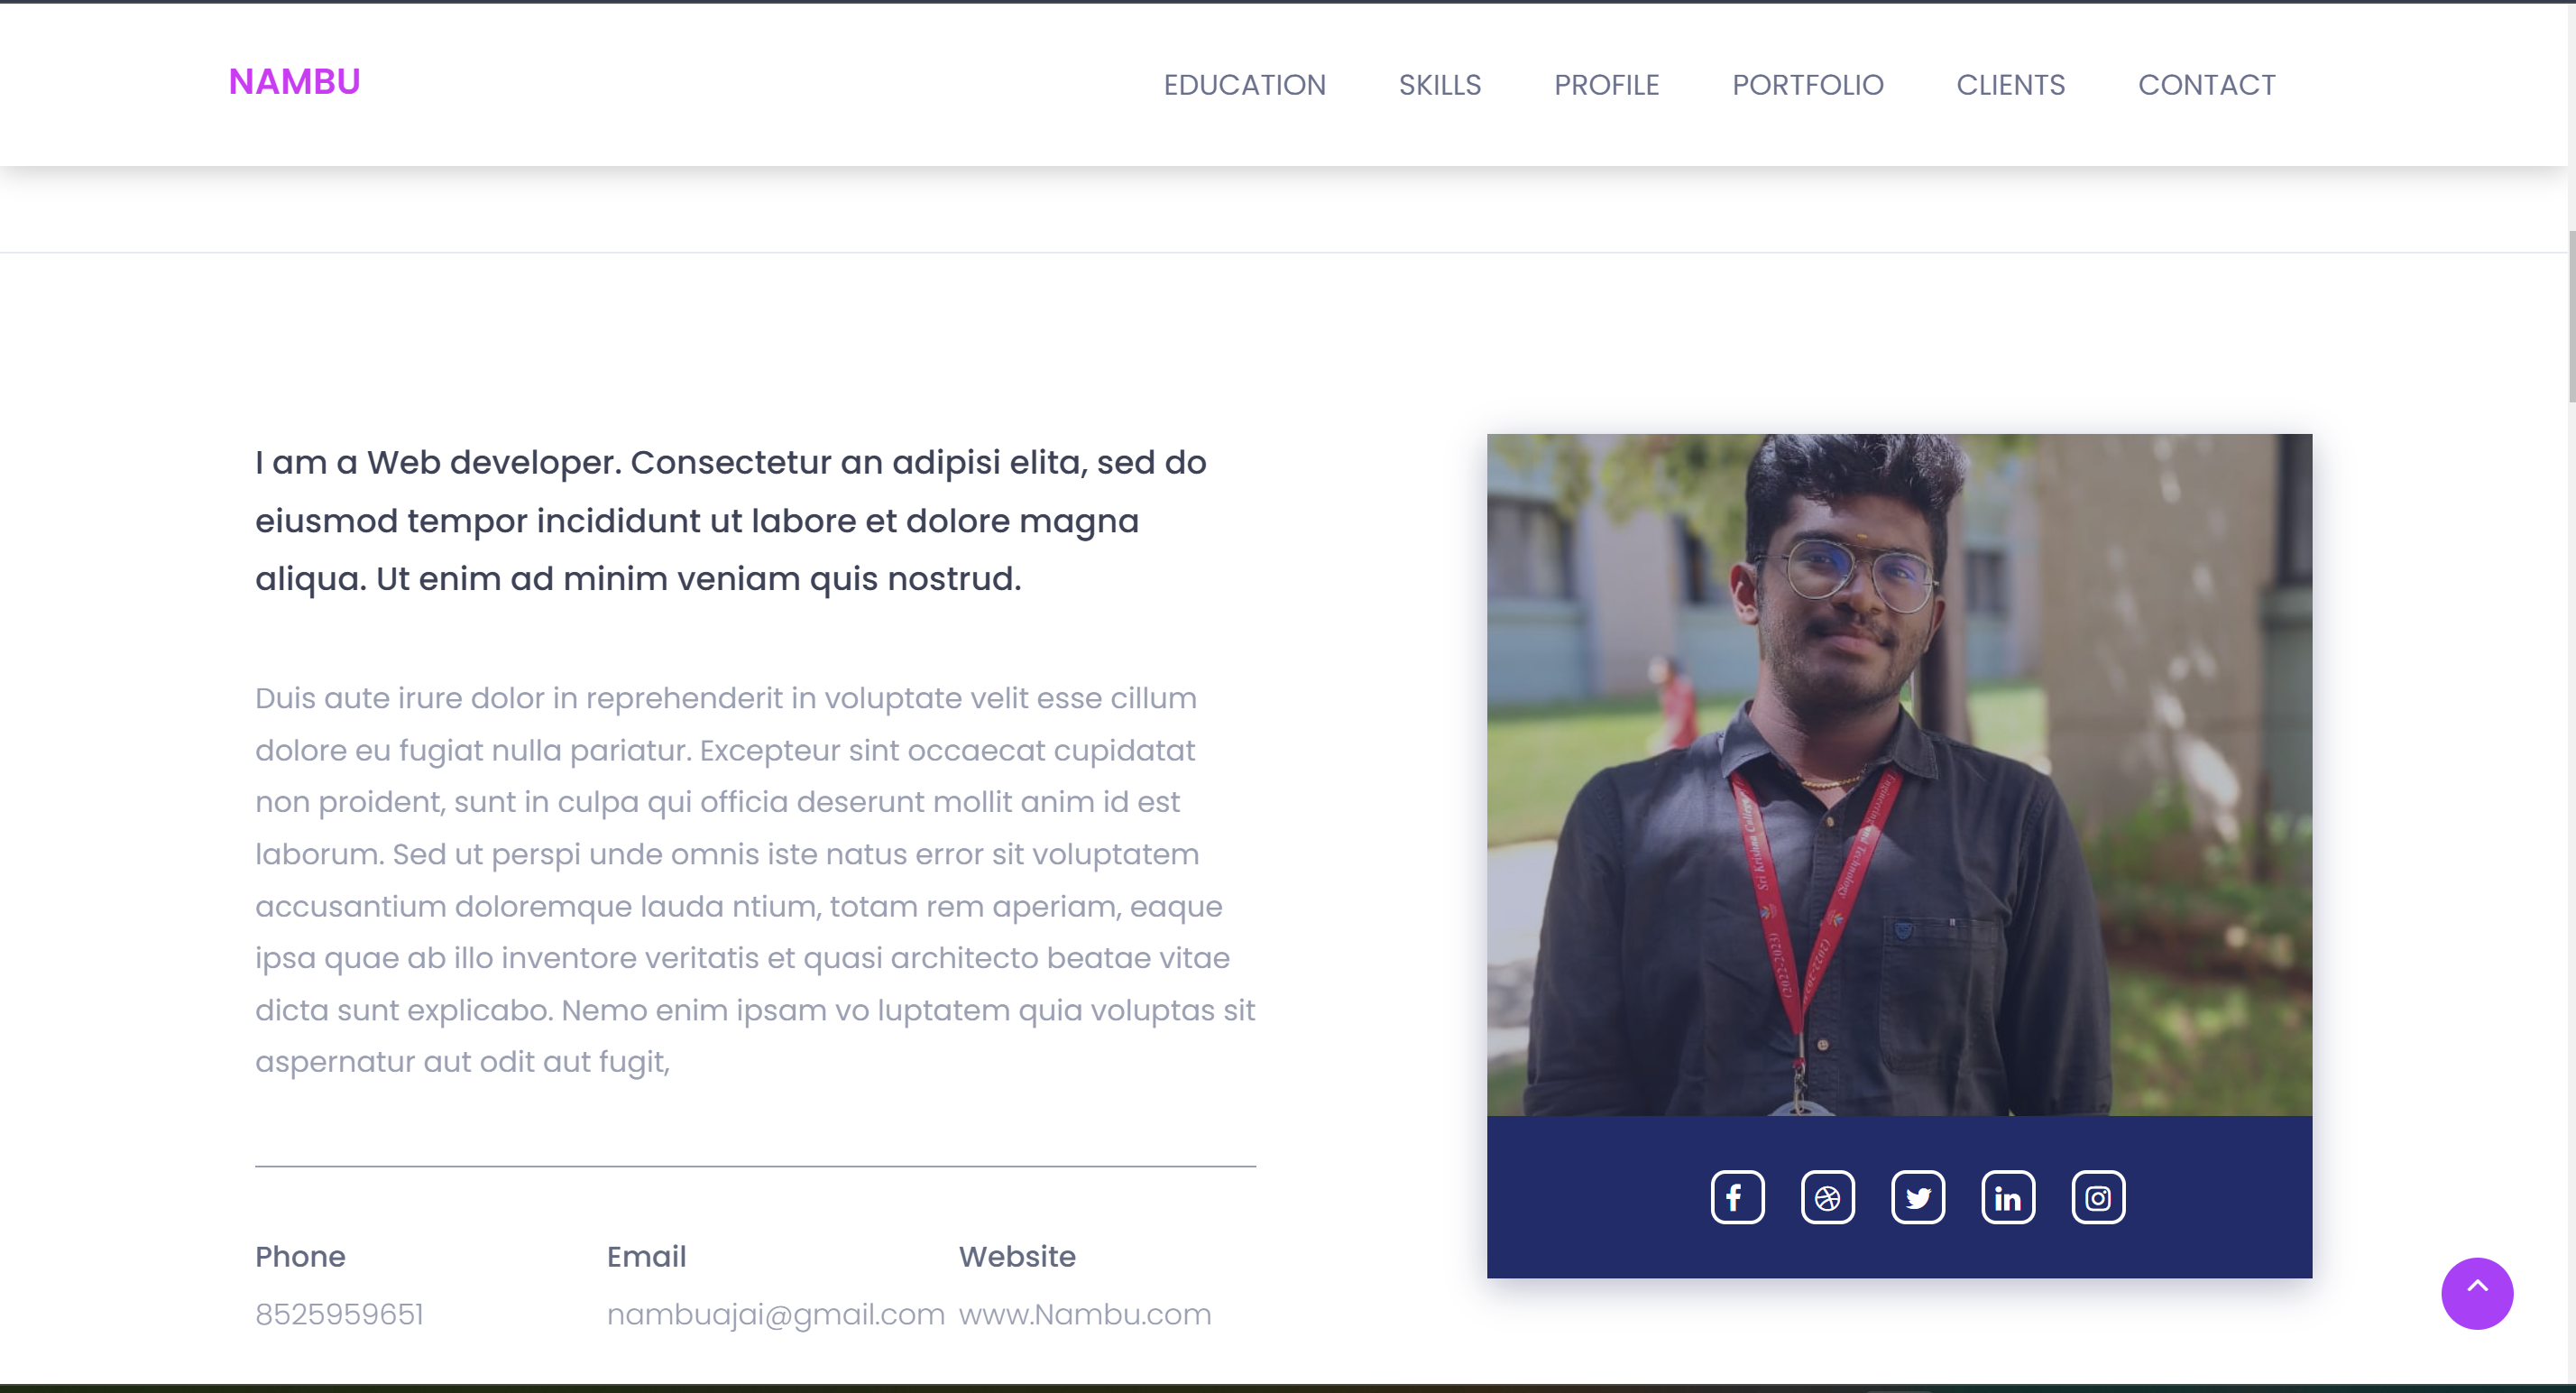 NAMBU
EDUCATION SKILLS PROFILE PORTFOLIO CLIENTS CONTACT
I am a Web developer. Consectetur an adipisi elita, sed do
eiusmod tempor incididunt ut labore et dolore magna
aliqua. Ut enim ad minim veniam quis nostrud.
Duis aute irure dolor in reprehenderit in voluptate velit esse cillum
dolore eu fugiat nulla pariatur. Excepteur sint occaecat cupidatat
non proident, sunt in culpa qui officia deserunt mollit anim id est
laborum. Sed ut perspi unde omnis iste natus error sit voluptatem
accusantium doloremque lauda ntium, totam rem aperiam, eaque
ipsa quae ab illo inventore veritatis et quasi architecto beatae vitae
dicta sunt explicabo. Nemo enim ipsam vo luptatem quia voluptas sit
aspernatur aut odit aut fugit,
Phone Email Website
8525959651 nambuajai@gmail.com www.Nambu.com
Sri Krishna College
(2022-2023)
Technology